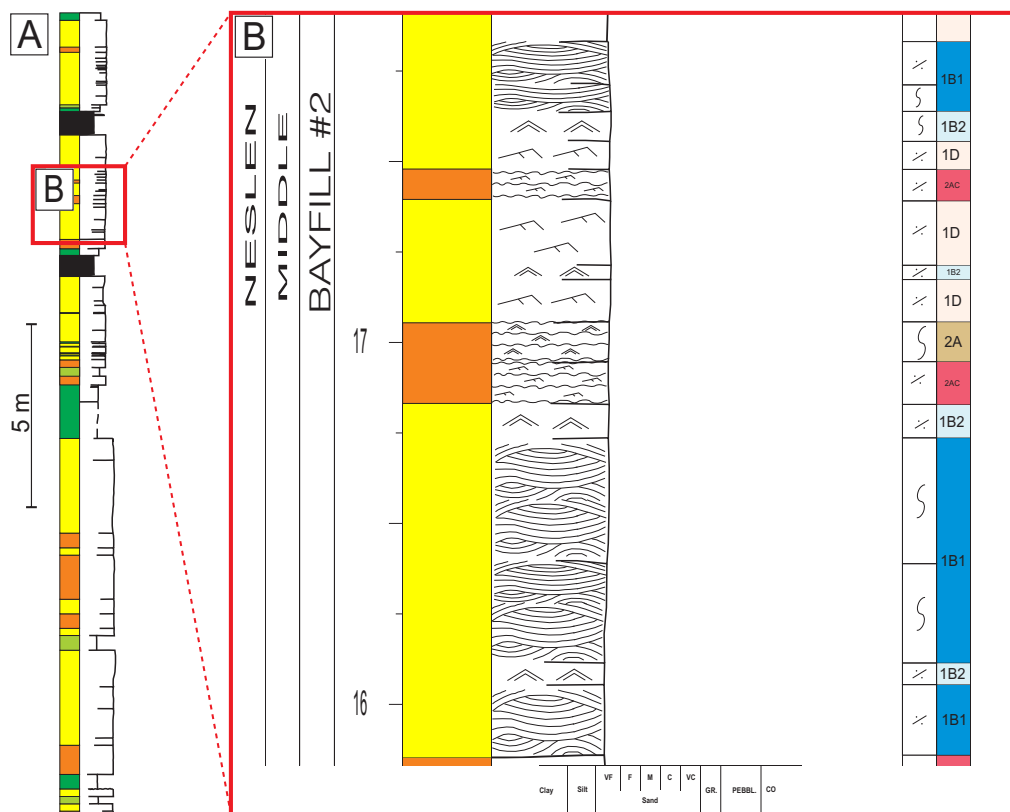 A
B
5 m
B
NESLEN
MIDDLE
BAYFILL #2
17
16
1B1
1B2
1D
2AC
1D
1B2
1D
2A
2AC
1B2
1B1
1B2
1B1
VF F M C VC
Clay Silt GR. PEBBL. CO
Sand